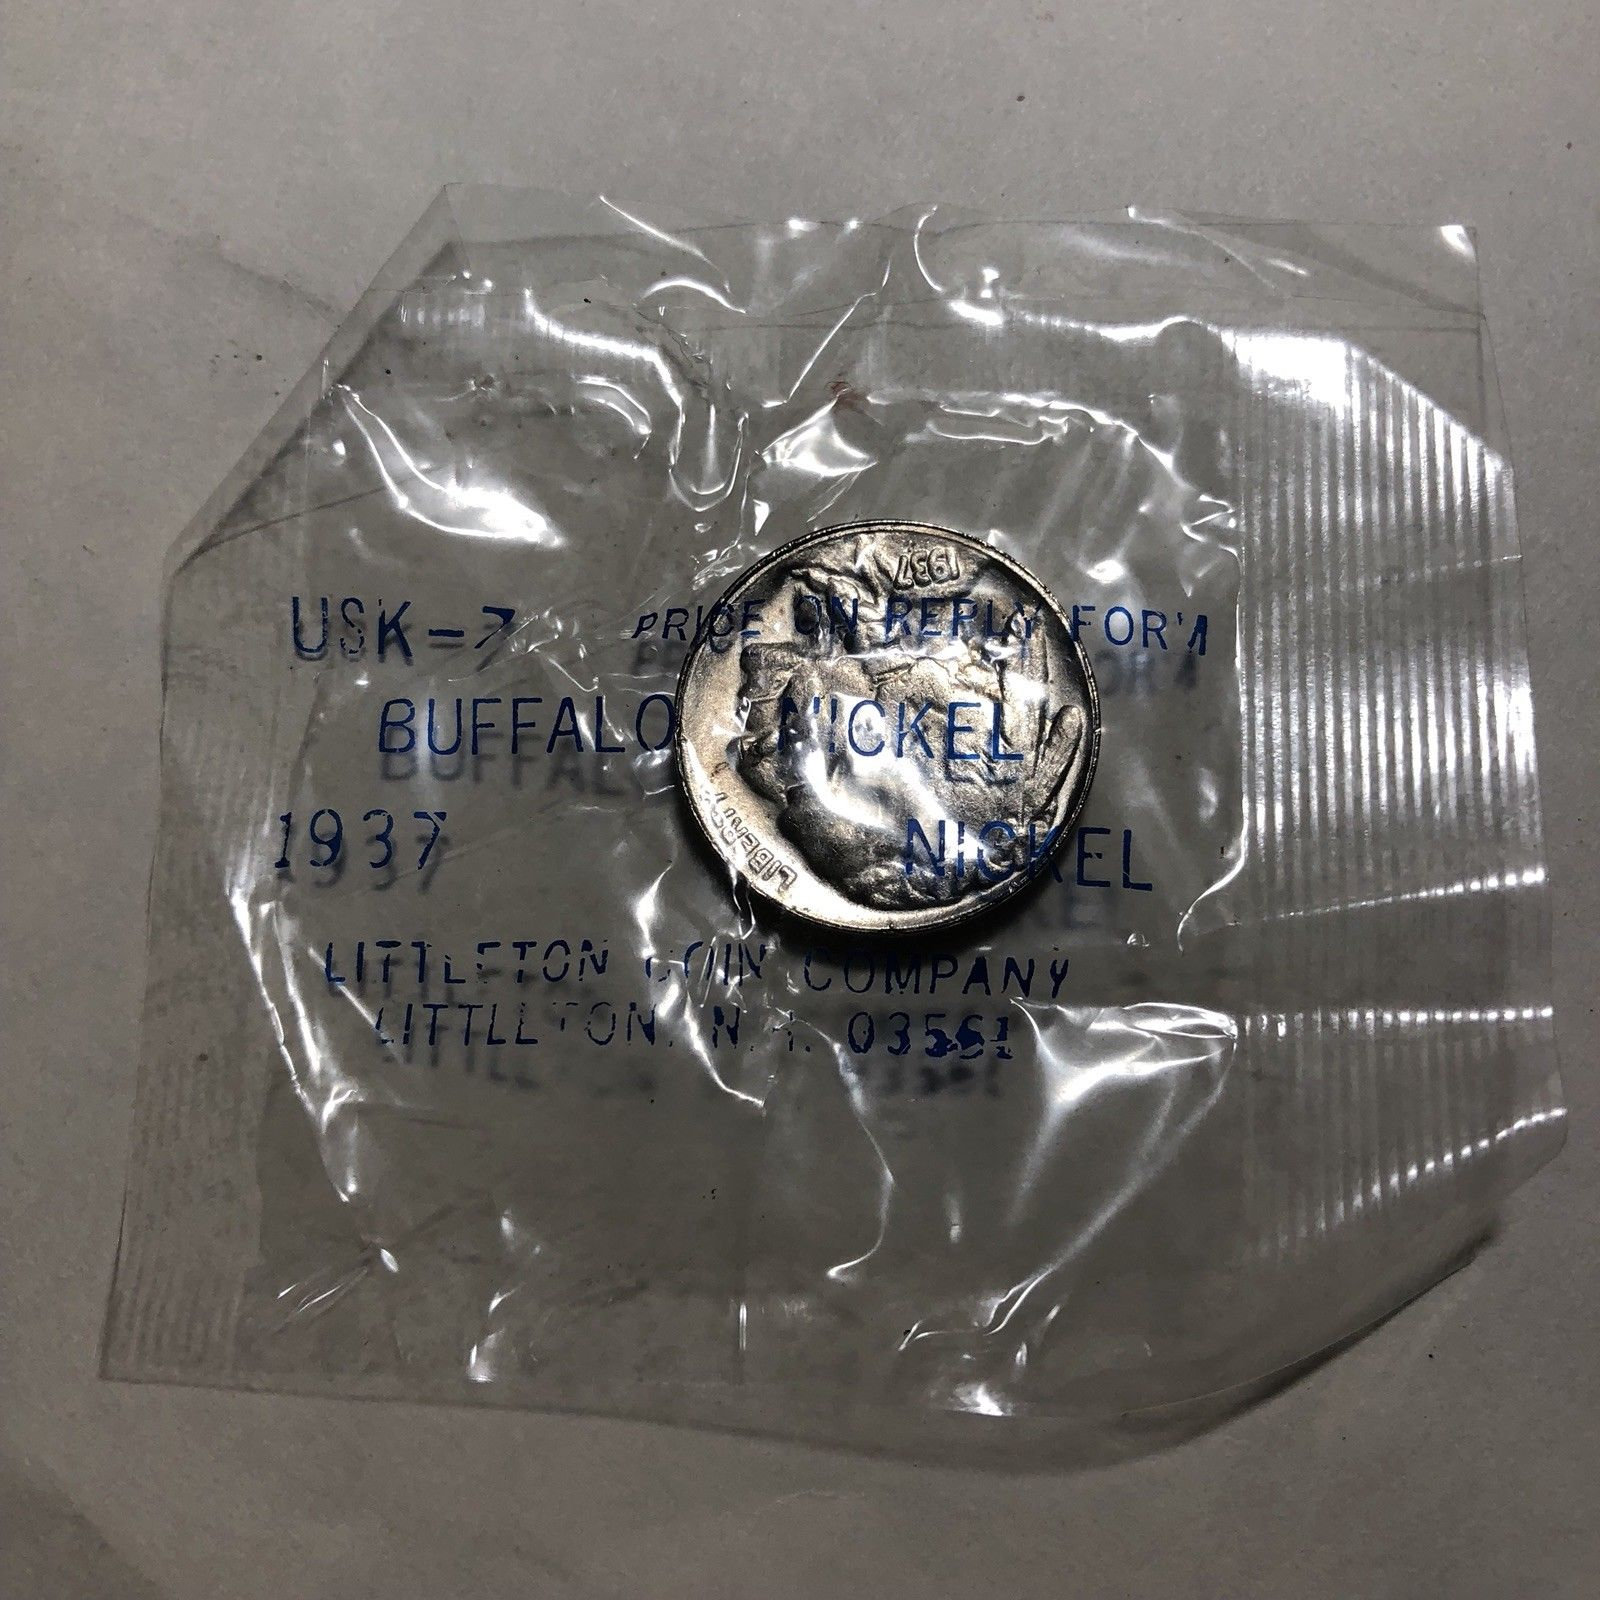 USK-7 PRICE ON REPLY FORM
BUFFALO NICKEL
1937 NICKEL
LITTLETON COIN COMPANY
LITTLETON, N.H. 03561
1937
LIBERTY